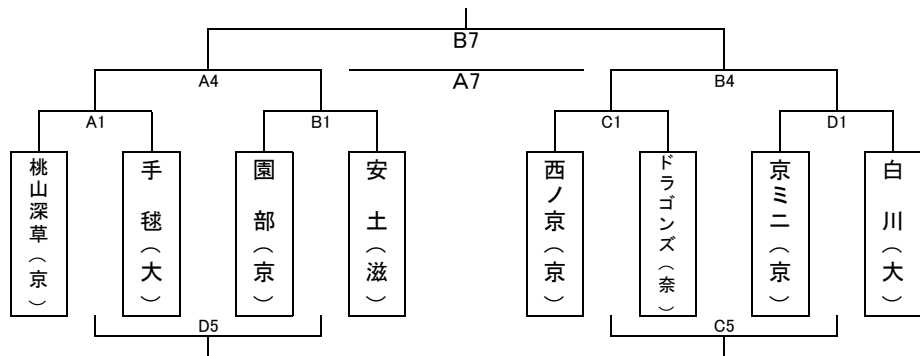 B7
A4
A7
B4
A1
B1
C1
D1
桃山深草(京)
手毬(大)
園部(京)
安土(滋)
西ノ京(京)
ドラゴンズ(奈)
京ミニ(京)
白川(大)
D5
C5